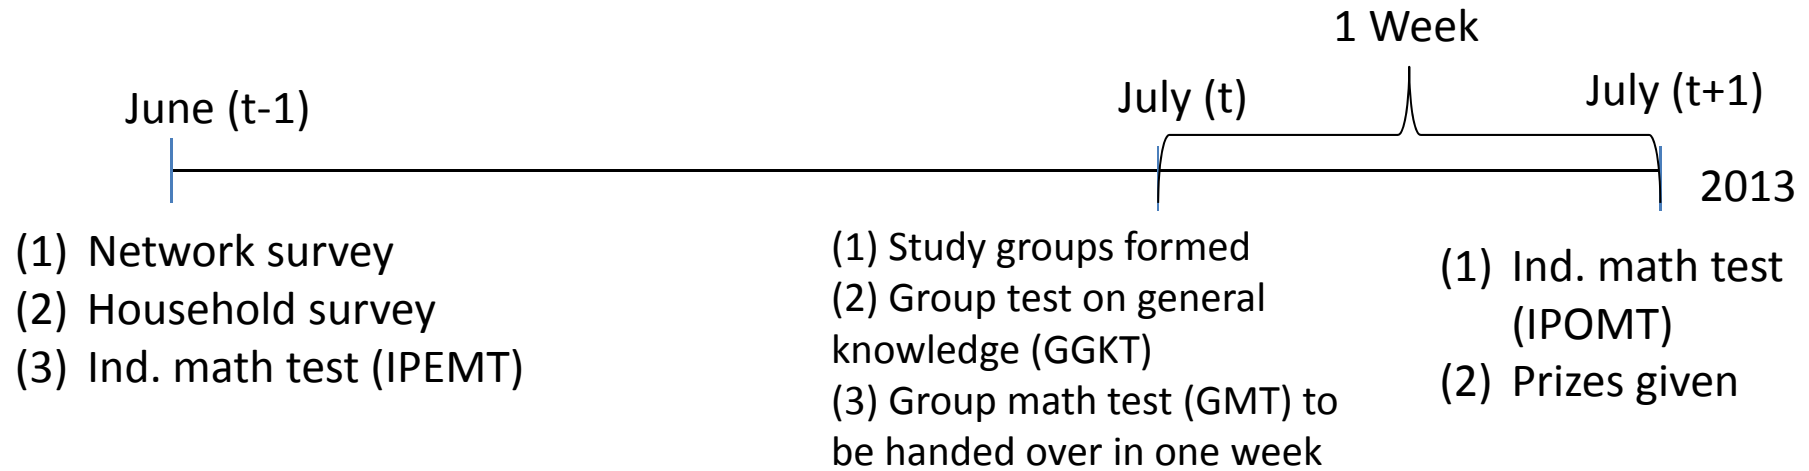 1 Week
June (t-1)
July (t)
July (t+1)
2013
(1) Network survey
(2) Household survey
(3) Ind. math test (IPEMT)
(1) Study groups formed
(2) Group test on general
knowledge (GGKT)
(3) Group math test (GMT) to
be handed over in one week
(1) Ind. math test
(IPOMT)
(2) Prizes given